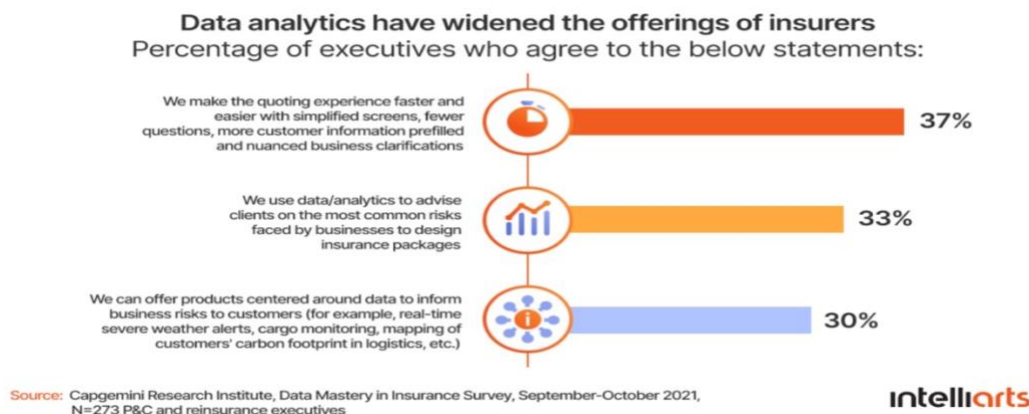 Data analytics have widened the offerings of insurers
Percentage of executives who agree to the below statements:
We make the quoting experience faster and
easier with simplified screens, fewer
questions, more customer information prefilled
and nuanced business clarifications
37%
We use data/analytics to advise
clients on the most common risks
faced by businesses to design
insurance packages
33%
We can offer products centered around data to inform
business risks to customers (for example, real-time
severe weather alerts, cargo monitoring, mapping of
customers' carbon footprint in logistics, etc.)
i
30%
Source: Capgemini Research Institute, Data Mastery in Insurance Survey, September-October 2021,
N=273 P&C and reinsurance executives
intelliarts